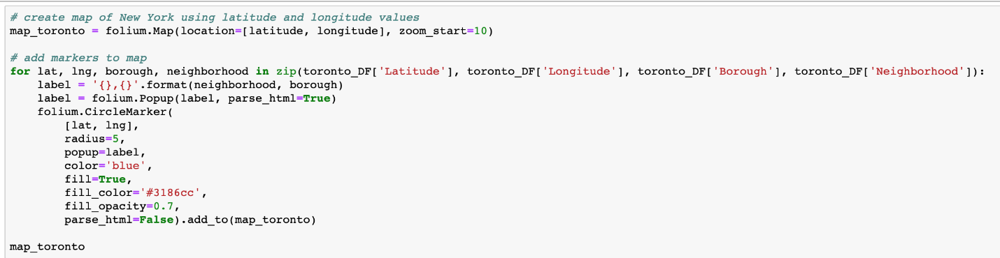 # create map of New York using latitude and longitude values
map_toronto = folium.Map(location=[latitude, longitude], zoom_start=10)
# add markers to map
for lat, lng, borough, neighborhood in zip(toronto_DF['Latitude'], toronto_DF['Longitude'], toronto_DF['Borough'], toronto_DF['Neighborhood']):
    label = '{},{}'.format(neighborhood, borough)
    label = folium.Popup(label, parse_html=True)
    folium.CircleMarker(
        [lat, lng],
        radius=5,
        popup=label,
        color='blue',
        fill=True,
        fill_color='#3186cc',
        fill_opacity=0.7,
        parse_html=False).add_to(map_toronto)
map_toronto